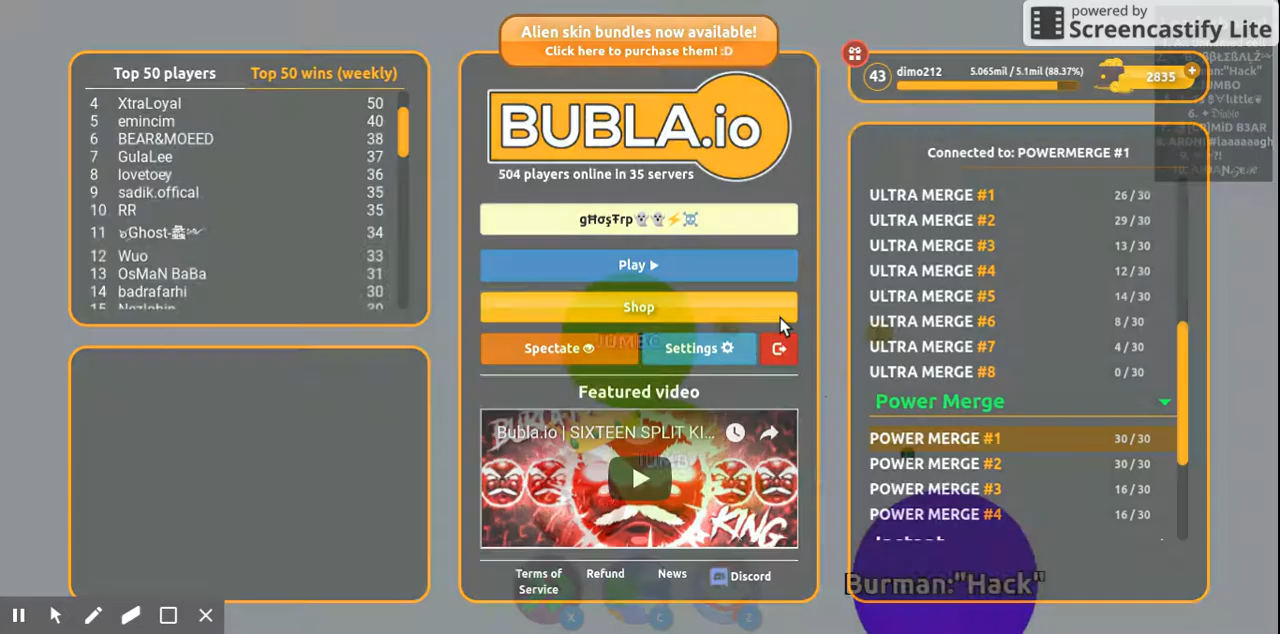 powered by
Screencastify Lite
Alien skin bundles now available!
Click here to purchase them! :D
Top 50 players
Top 50 wins (weekly)
4 XtraLoyal 50
5 emincim 40
6 BEAR&MOEED 38
7 GulaLee 37
8 lovetoey 36
9 sadik.offical 35
10 RR 35
11 34
12 Wuo 33
13 OsMaN BaBa 31
14 badrafarhi 30
BUBLA.io
504 players online in 35 servers
gĦσşŦrp👻👻⚡☠
Play
Shop
Spectate
Settings
Featured video
Bubla.io | SIXTEEN SPLIT KI...
KING
Terms of Service
Refund
News
Discord
X
C
Z
43
dimo212
5.065mil / 5.1mil (88.37%)
2835
Connected to: POWERMERGE #1
ULTRA MERGE #1 26 / 30
ULTRA MERGE #2 29 / 30
ULTRA MERGE #3 13 / 30
ULTRA MERGE #4 12 / 30
ULTRA MERGE #5 14 / 30
ULTRA MERGE #6 8 / 30
ULTRA MERGE #7 4 / 30
ULTRA MERGE #8 0 / 30
Power Merge
POWER MERGE #1 30 / 30
POWER MERGE #2 30 / 30
POWER MERGE #3 16 / 30
POWER MERGE #4 16 / 30
Burman:"Hack"